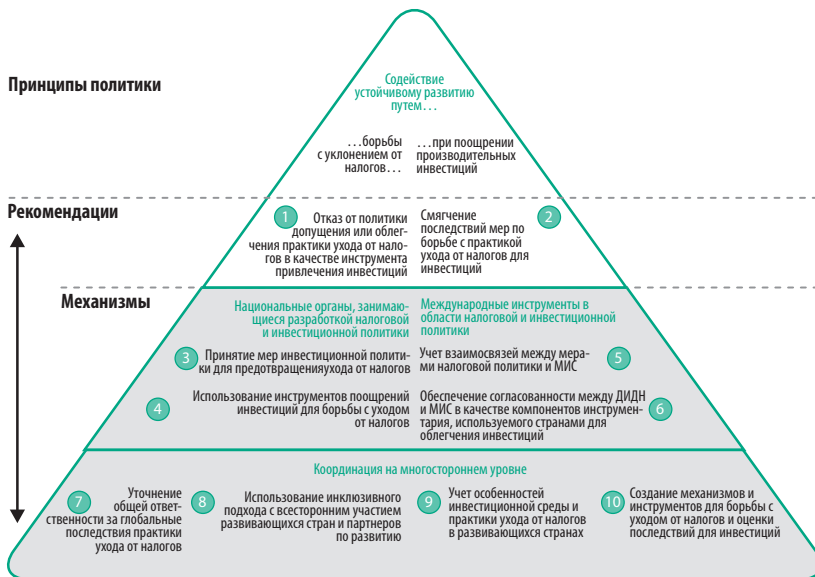 Принципы политики
Содействие
устойчивому развитию
путем…
…борьбы
с уклонением от
налогов…
…при поощрении
производительных
инвестиций
Рекомендации
1
Отказ от политики
допущения или облег-
чения практики ухода от нало-
гов в качестве инструмента
привлечения инвестиций
Смягчение
последствий мер по
борьбе с практикой
ухода от налогов для
инвестиций
2
Механизмы
Национальные органы, занимаю-
щиеся разработкой налоговой
и инвестиционной политики
Международные инструменты в
области налоговой и инвестиционной
политики
3
Принятие мер инвестиционной полити-
ки для предотвращенияухода от налогов
Учет взаимосвязей между мера-
ми налоговой политики и МИС
5
4
Использование инструментов поощрений
инвестиций для борьбы с уходом
от налогов
Обеспечение согласованности между ДИДН
и МИС в качестве компонентов инструмен-
тария, используемого странами для
облегчения инвестиций
6
Координация на многостороннем уровне
7
Уточнение
общей ответ-
ственности за глобальные
последствия практики
ухода от налогов
8
Использование инклюзивного
подхода с всесторонним участием
развивающихся стран и партнеров
по развитию
9
Учет особенностей
инвестиционной среды и
практики ухода от налогов
в развивающихся странах
10
Создание механизмов и
инструментов для борьбы с
уходом от налогов и оценки
последствий для инвестиций